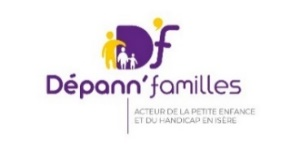 D'f
Dépann'familles
ACTEUR DE LA PETITE ENFANCE
ET DU HANDICAP EN ISÈRE